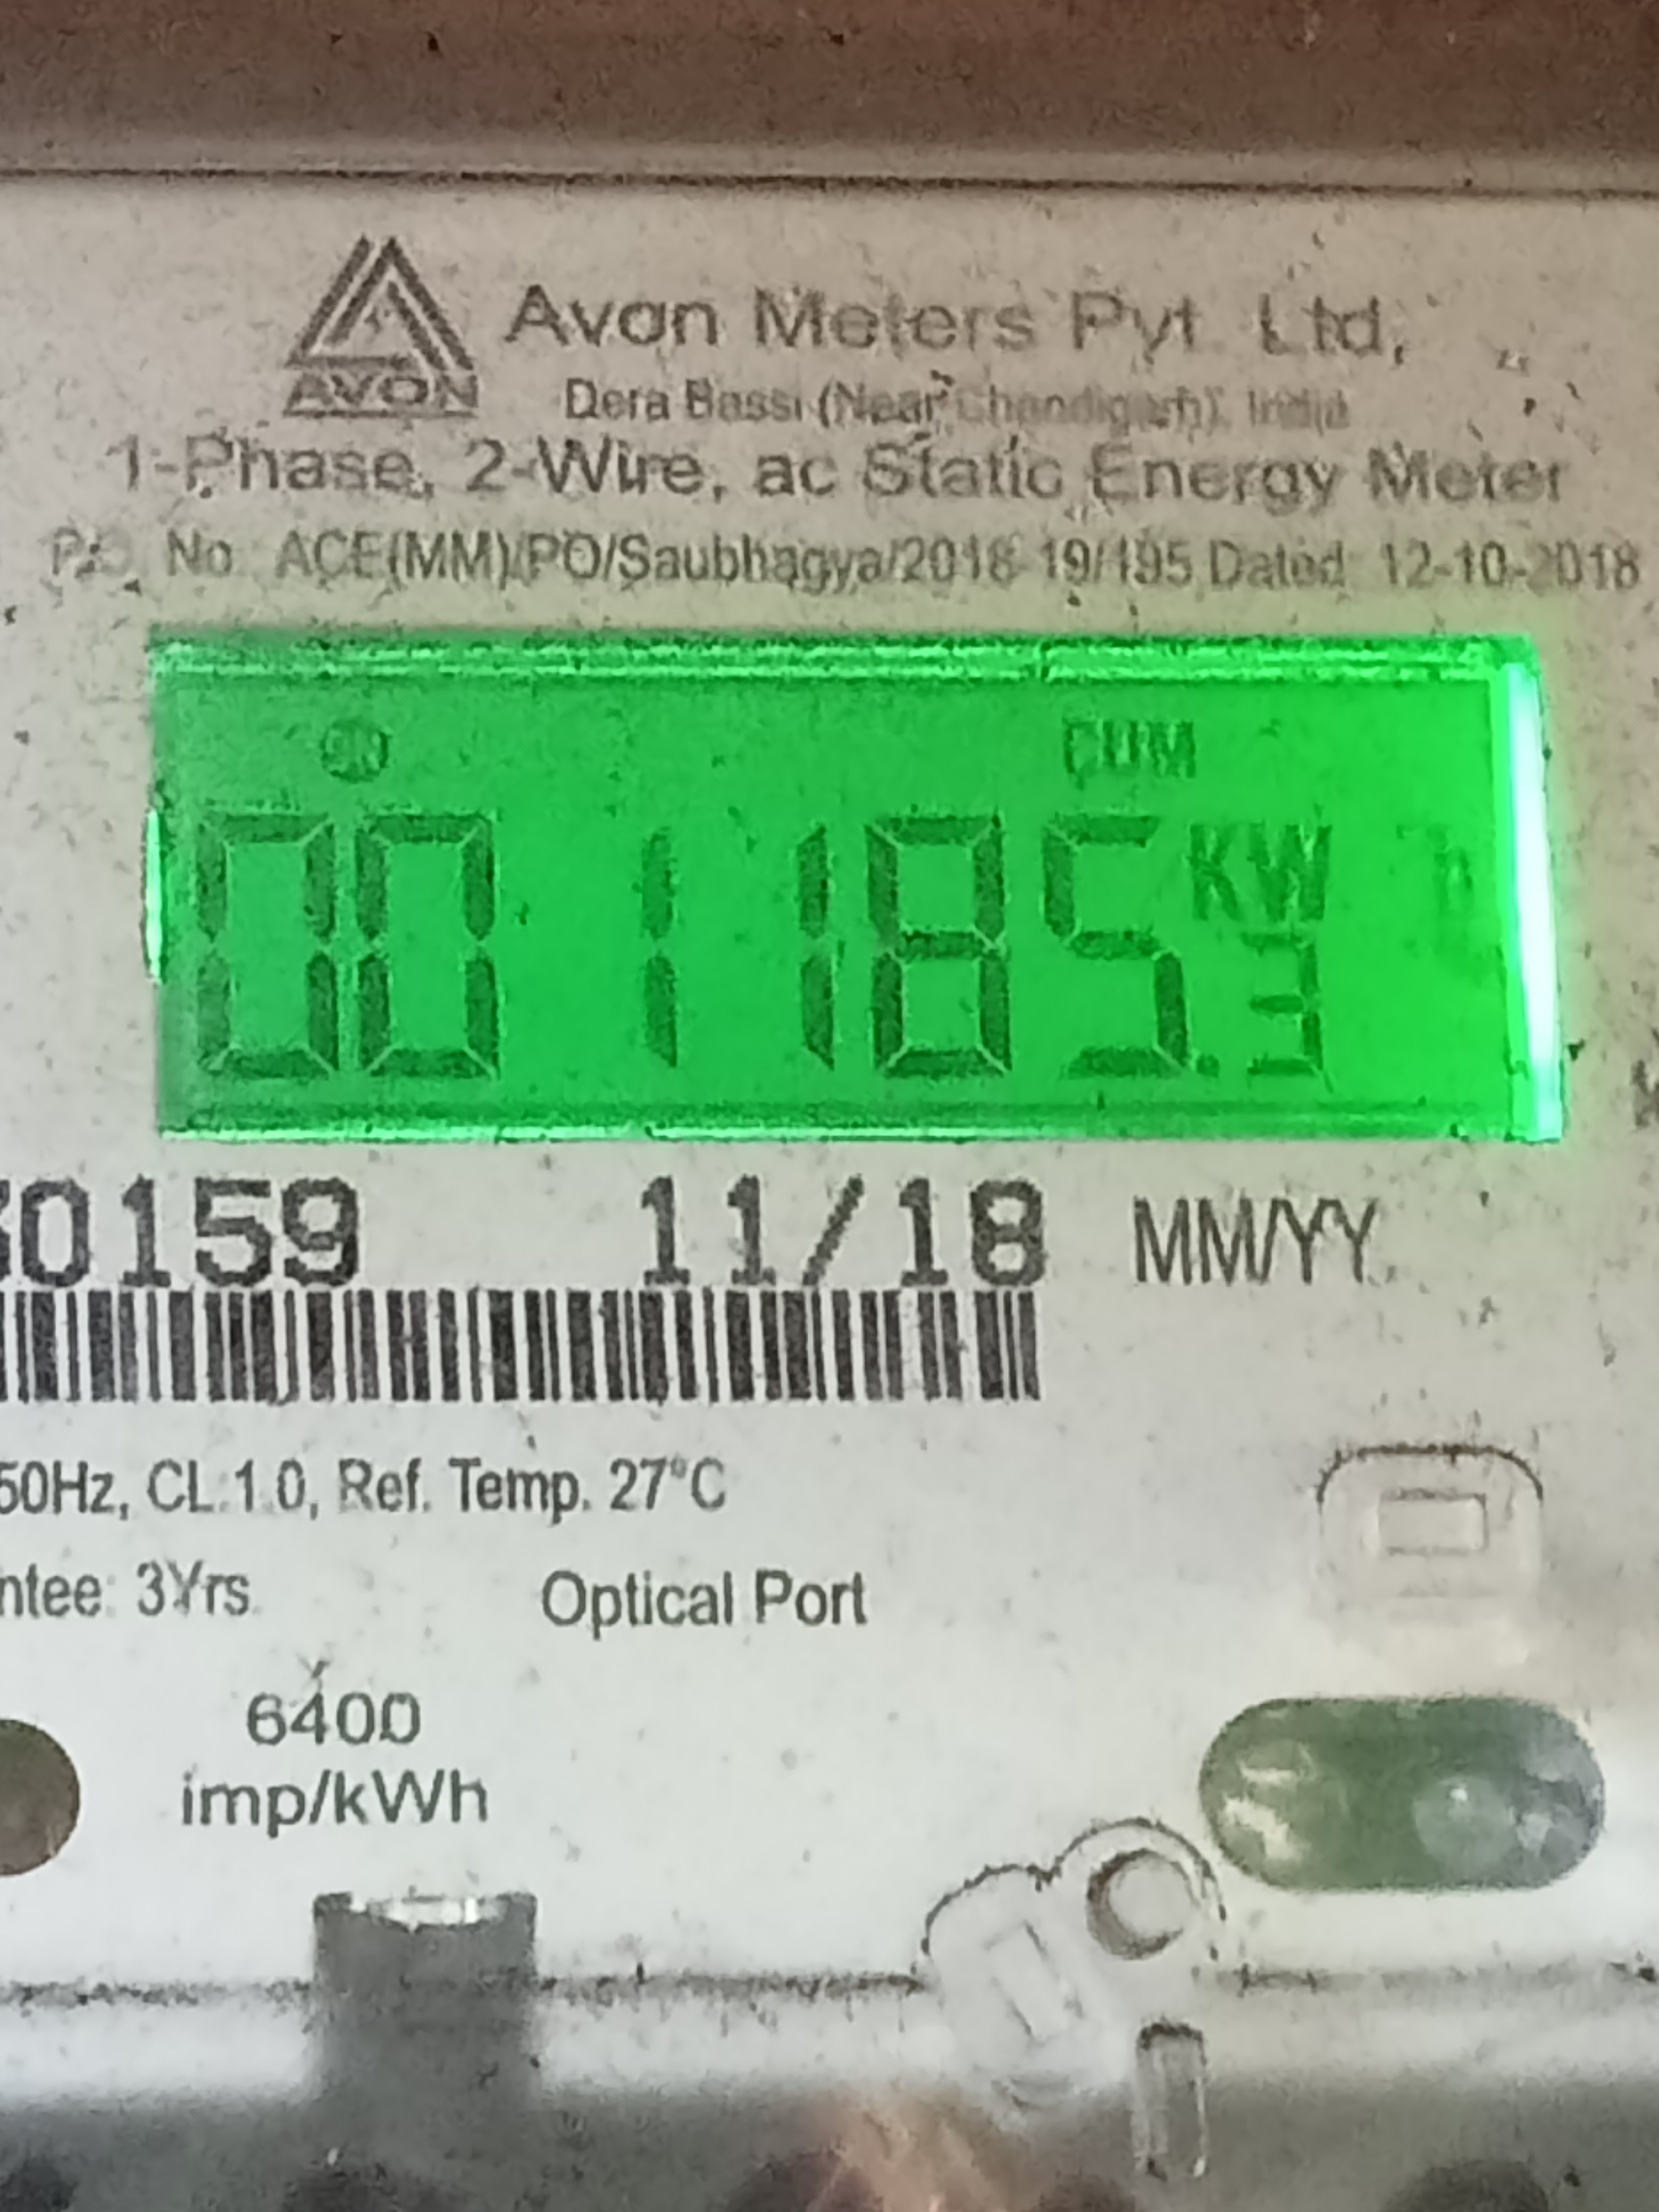 AVON
Avon Meters Pvt. Ltd,
Dera Bassi (Near Chandigarh), India
1-Phase, 2-Wire, ac Static Energy Meter
P.O. No. ACE(MM)/PO/Saubhagya/2018-19/195 Dated: 12-10-2018
CUM
001185.3 KW h
0159 11/18 MM/YY
50Hz, CL.1.0, Ref. Temp. 27°C
ntee: 3Yrs. Optical Port
6400
imp/kWh